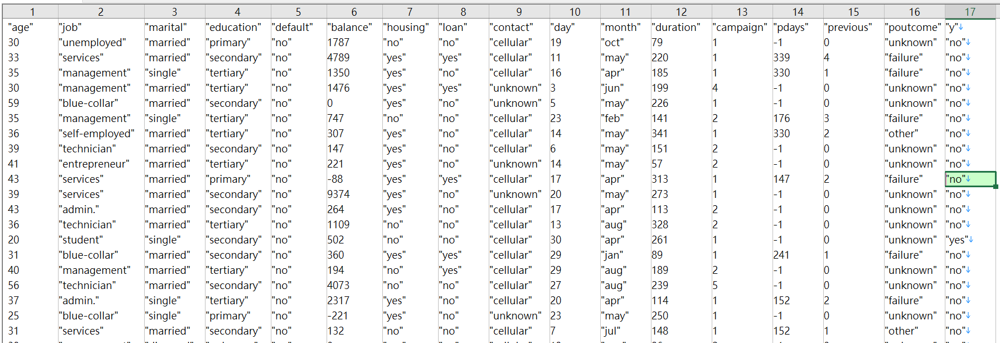 1 2 3 4 5 6 7 8 9 10 11 12 13 14 15 16 17
"age" "job" "marital" "education" "default" "balance" "housing" "loan" "contact" "day" "month" "duration" "campaign" "pdays" "previous" "poutcome" "y"↓
30 "unemployed" "married" "primary" "no" 1787 "no" "no" "cellular" 19 "oct" 79 1 -1 0 "unknown" "no"↓
33 "services" "married" "secondary" "no" 4789 "yes" "yes" "cellular" 11 "may" 220 1 339 4 "failure" "no"↓
35 "management" "single" "tertiary" "no" 1350 "yes" "no" "cellular" 16 "apr" 185 1 330 1 "failure" "no"↓
30 "management" "married" "tertiary" "no" 1476 "yes" "yes" "unknown" 3 "jun" 199 4 -1 0 "unknown" "no"↓
59 "blue-collar" "married" "secondary" "no" 0 "yes" "no" "unknown" 5 "may" 226 1 -1 0 "unknown" "no"↓
35 "management" "single" "tertiary" "no" 747 "no" "no" "cellular" 23 "feb" 141 2 176 3 "failure" "no"↓
36 "self-employed" "married" "tertiary" "no" 307 "yes" "no" "cellular" 14 "may" 341 1 330 2 "other" "no"↓
39 "technician" "married" "secondary" "no" 147 "yes" "no" "cellular" 6 "may" 151 2 -1 0 "unknown" "no"↓
41 "entrepreneur" "married" "tertiary" "no" 221 "yes" "no" "unknown" 14 "may" 57 2 -1 0 "unknown" "no"↓
43 "services" "married" "primary" "no" -88 "yes" "yes" "cellular" 17 "apr" 313 1 147 2 "failure" "no"↓
39 "services" "married" "secondary" "no" 9374 "yes" "no" "unknown" 20 "may" 273 1 -1 0 "unknown" "no"↓
43 "admin." "married" "secondary" "no" 264 "yes" "no" "cellular" 17 "apr" 113 2 -1 0 "unknown" "no"↓
36 "technician" "married" "tertiary" "no" 1109 "no" "no" "cellular" 13 "aug" 328 2 -1 0 "unknown" "no"↓
20 "student" "single" "secondary" "no" 502 "no" "no" "cellular" 30 "apr" 261 1 -1 0 "unknown" "yes"↓
31 "blue-collar" "married" "secondary" "no" 360 "yes" "yes" "cellular" 29 "jan" 89 1 241 1 "failure" "no"↓
40 "management" "married" "tertiary" "no" 194 "no" "yes" "cellular" 29 "aug" 189 2 -1 0 "unknown" "no"↓
56 "technician" "married" "secondary" "no" 4073 "no" "no" "cellular" 27 "aug" 239 5 -1 0 "unknown" "no"↓
37 "admin." "single" "tertiary" "no" 2317 "yes" "no" "cellular" 20 "apr" 114 1 152 2 "failure" "no"↓
25 "blue-collar" "single" "primary" "no" -221 "yes" "no" "unknown" 23 "may" 250 1 -1 0 "unknown" "no"↓
31 "services" "married" "secondary" "no" 132 "no" "no" "cellular" 7 "jul" 148 1 152 1 "other" "no"↓